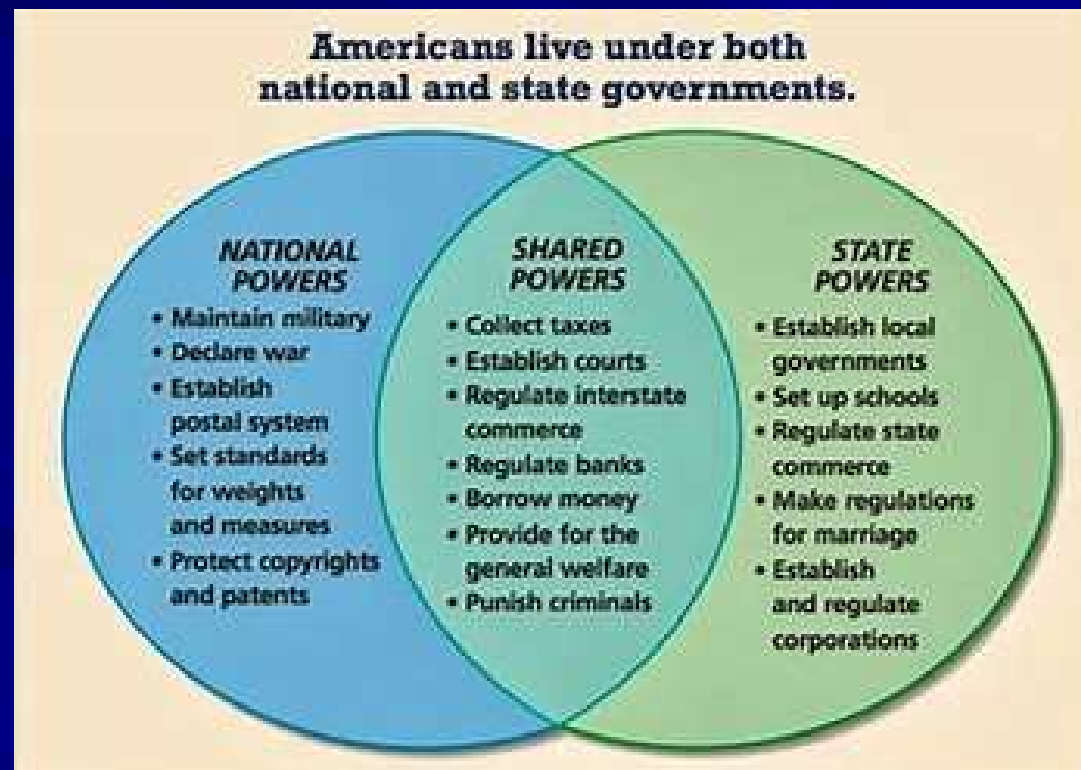 Americans live under both
national and state governments.
NATIONAL
POWERS
• Maintain military
• Declare war
• Establish
postal system
• Set standards
for weights
and measures
• Protect copyrights
and patents
SHARED
POWERS
• Collect taxes
• Establish courts
• Regulate interstate
commerce
• Regulate banks
• Borrow money
• Provide for the
general welfare
• Punish criminals
STATE
POWERS
• Establish local
governments
• Set up schools
• Regulate state
commerce
• Make regulations
for marriage
• Establish
and regulate
corporations